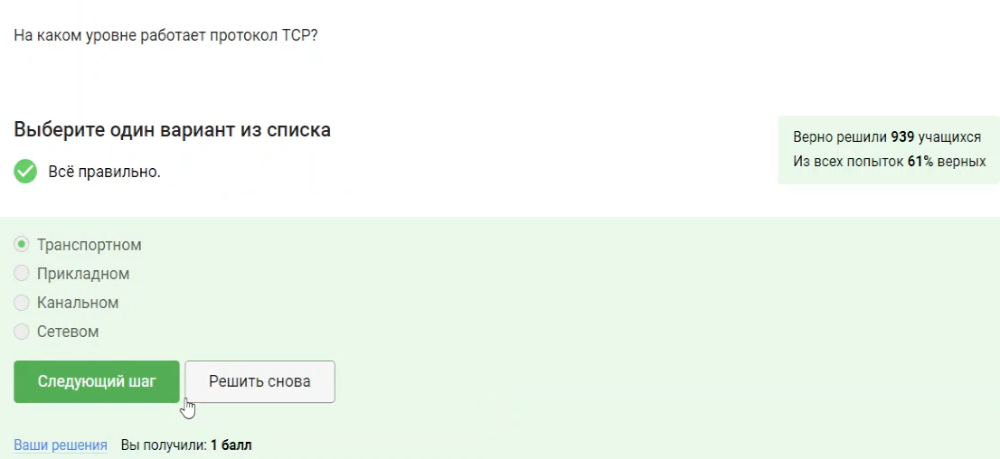 На каком уровне работает протокол TCP?
Выберите один вариант из списка
Всё правильно.
Верно решили 939 учащихся
Из всех попыток 61% верных
Транспортном
Прикладном
Канальном
Сетевом
Следующий шаг
Решить снова
Ваши решения Вы получили: 1 балл